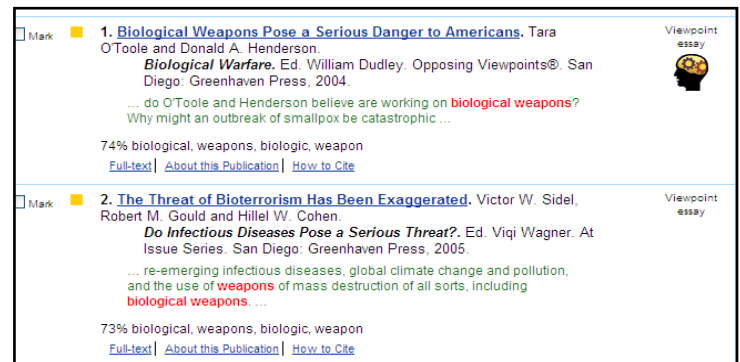 Mark
1. Biological Weapons Pose a Serious Danger to Americans. Tara
O'Toole and Donald A. Henderson.
Biological Warfare. Ed. William Dudley. Opposing Viewpoints®. San
Diego: Greenhaven Press, 2004.
... do O'Toole and Henderson believe are working on biological weapons?
Why might an outbreak of smallpox be catastrophic ...
74% biological, weapons, biologic, weapon
Full-text| About this Publication| How to Cite
Viewpoint
essay
Mark
2. The Threat of Bioterrorism Has Been Exaggerated. Victor W. Sidel,
Robert M. Gould and Hillel W. Cohen.
Do Infectious Diseases Pose a Serious Threat?. Ed. Viqi Wagner. At
Issue Series. San Diego: Greenhaven Press, 2005.
... re-emerging infectious diseases, global climate change and pollution,
and the use of weapons of mass destruction of all sorts, including
biological weapons. ...
73% biological, weapons, biologic, weapon
Full-text| About this Publication| How to Cite
Viewpoint
essay